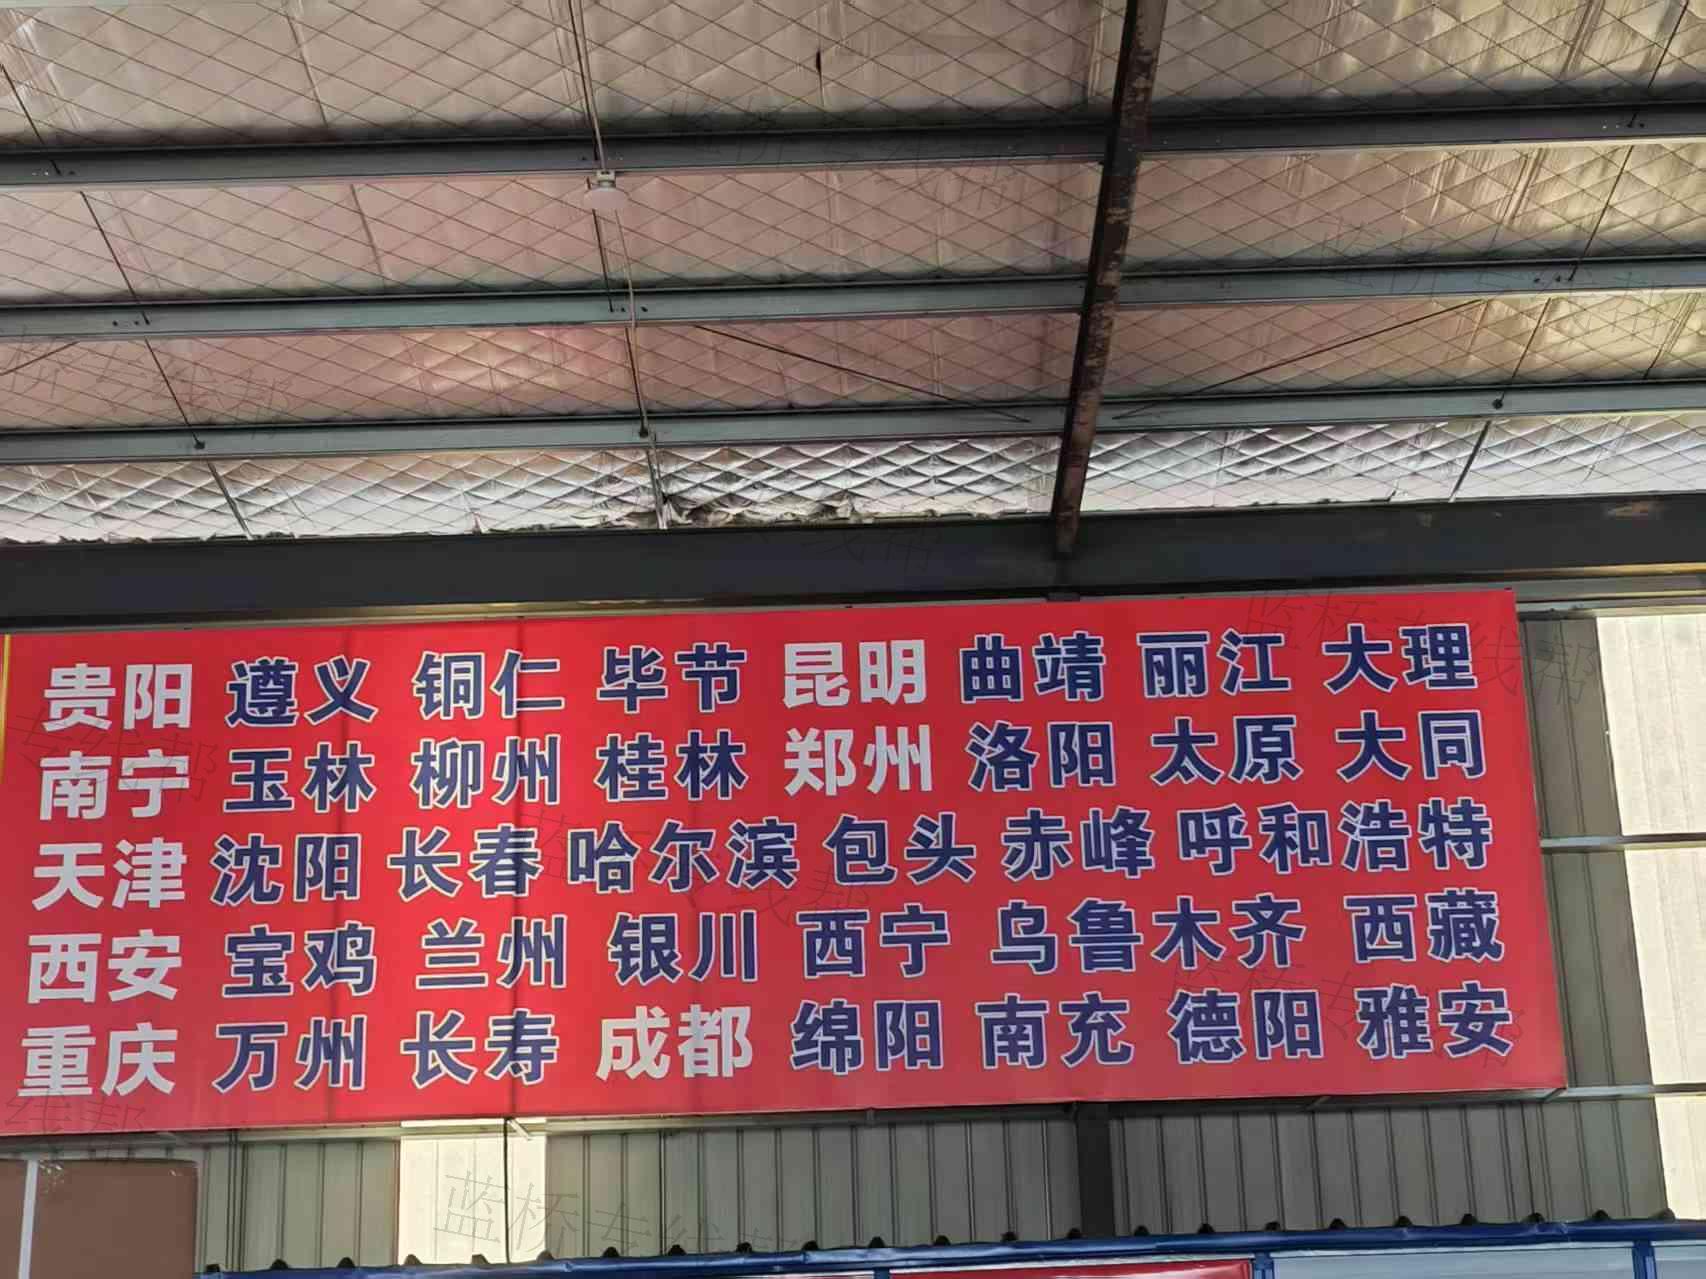 贵阳 遵义 铜仁 毕节 昆明 曲靖 丽江 大理
南宁 玉林 柳州 桂林 郑州 洛阳 太原 大同
天津 沈阳 长春 哈尔滨 包头 赤峰 呼和浩特
西安 宝鸡 兰州 银川 西宁 乌鲁木齐 西藏
重庆 万州 长寿 成都 绵阳 南充 德阳 雅安
蓝桥专线帮